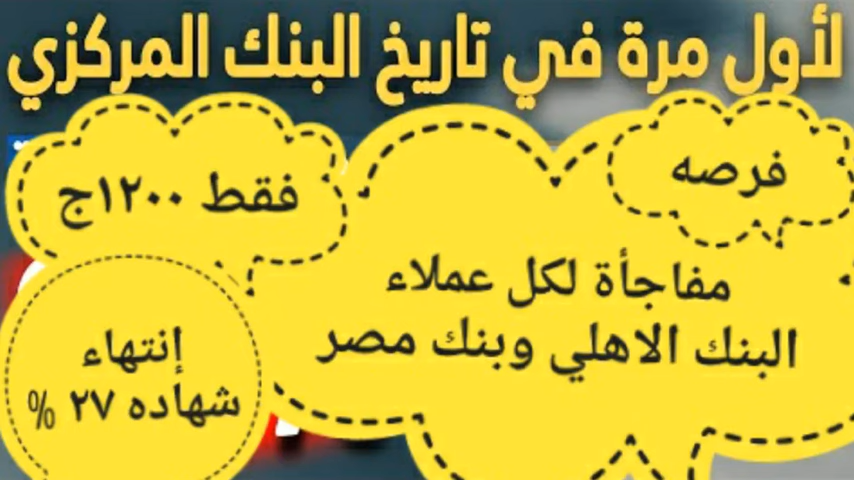 لأول مرة في تاريخ البنك المركزي
فرصه
فقط ١٢٠٠ج
مفاجأة لكل عملاء
البنك الاهلي وبنك مصر
إنتهاء
شهاده ٢٧ %